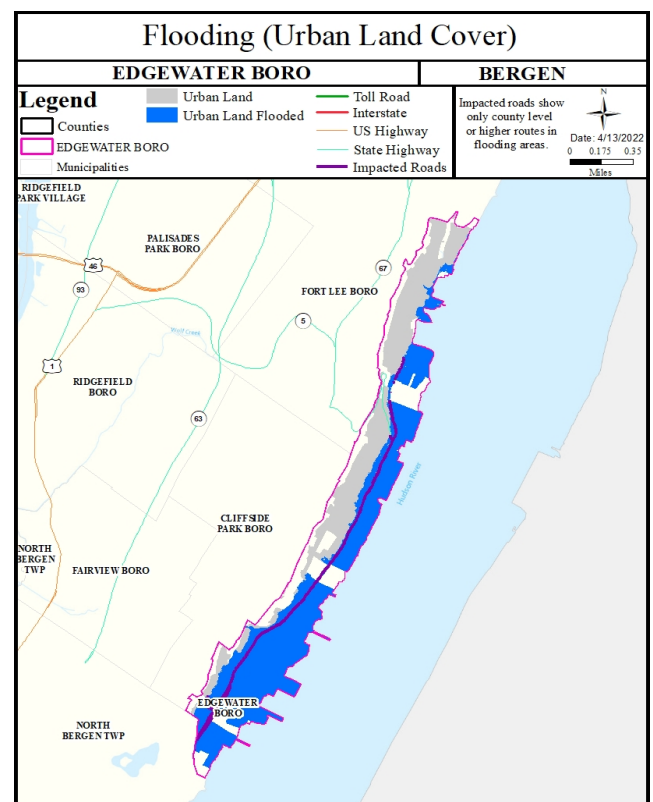 Flooding (Urban Land Cover)
EDGEWATER BORO
BERGEN
Legend
Counties
EDGEWATER BORO
Municipalities
Urban Land
Urban Land Flooded
Toll Road
Interstate
US Highway
State Highway
Impacted Roads
Impacted roads show
only county level
or higher routes in
flooding areas.
N
Date: 4/13/2022
0 0.175 0.35
Miles
RIDGEFIELD
PARK VILLAGE
PALISADES
PARK BORO
46
93
67
FORT LEE BORO
5
Wolf Creek
1
RIDGEFIELD
BORO
63
Hudson River
CLIFFSIDE
PARK BORO
NORTH
BERGEN
TWP
FAIRVIEW BORO
EDGEWATER
BORO
NORTH
BERGEN TWP